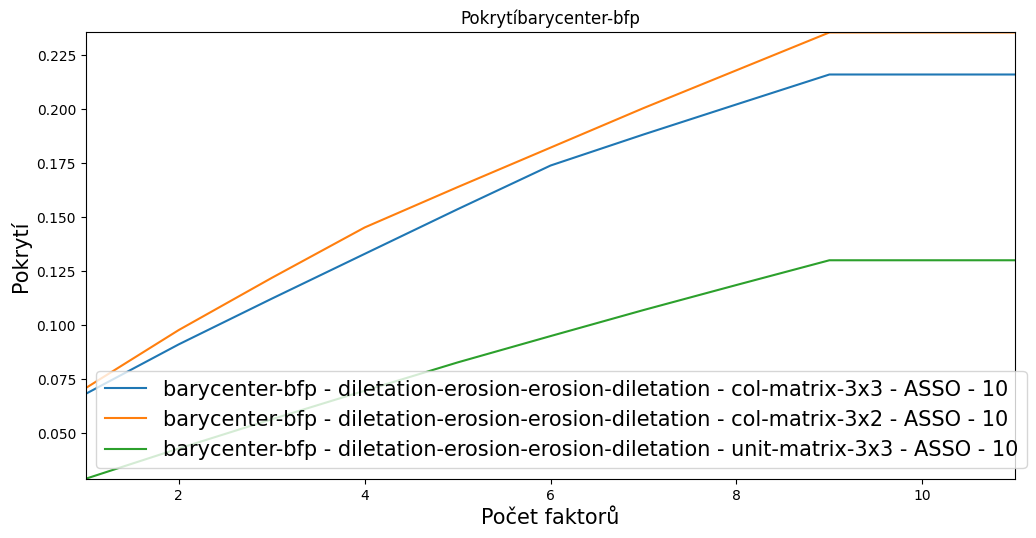 Pokrytíbarycenter-bfp
0.225
0.200
0.175
0.150
0.125
0.100
0.075
0.050
Pokrytí
barycenter-bfp - diletation-erosion-erosion-diletation - col-matrix-3x3 - ASSO - 10
barycenter-bfp - diletation-erosion-erosion-diletation - col-matrix-3x2 - ASSO - 10
barycenter-bfp - diletation-erosion-erosion-diletation - unit-matrix-3x3 - ASSO - 10
2 4 6 8 10
Počet faktorů